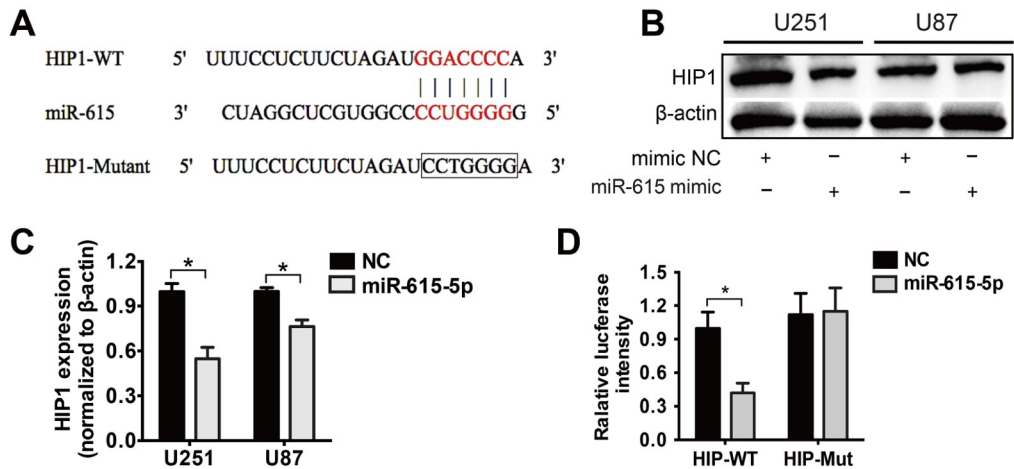 A
HIP1-WT 5' UUUCCUCUUCUAGAUGGACCCCA 3'
miR-615 3' CUAGGCUCGUGGCCCCCUGGGGG 5'
HIP1-Mutant 5' UUUCCUCUUCUAGAUCCTGGGGA 3'
B
U251 U87
HIP1
β-actin
mimic NC + − + −
miR-615 mimic − + − +
C
NC
miR-615-5p
HIP1 expression
(normalized to β-actin)
1.2
0.9
0.6
0.3
0.0
* *
U251 U87
D
NC
miR-615-5p
Ralative lucferase
intensity
1.5
1.2
0.9
0.6
0.3
0.0
*
HIP-WT HIP-Mut